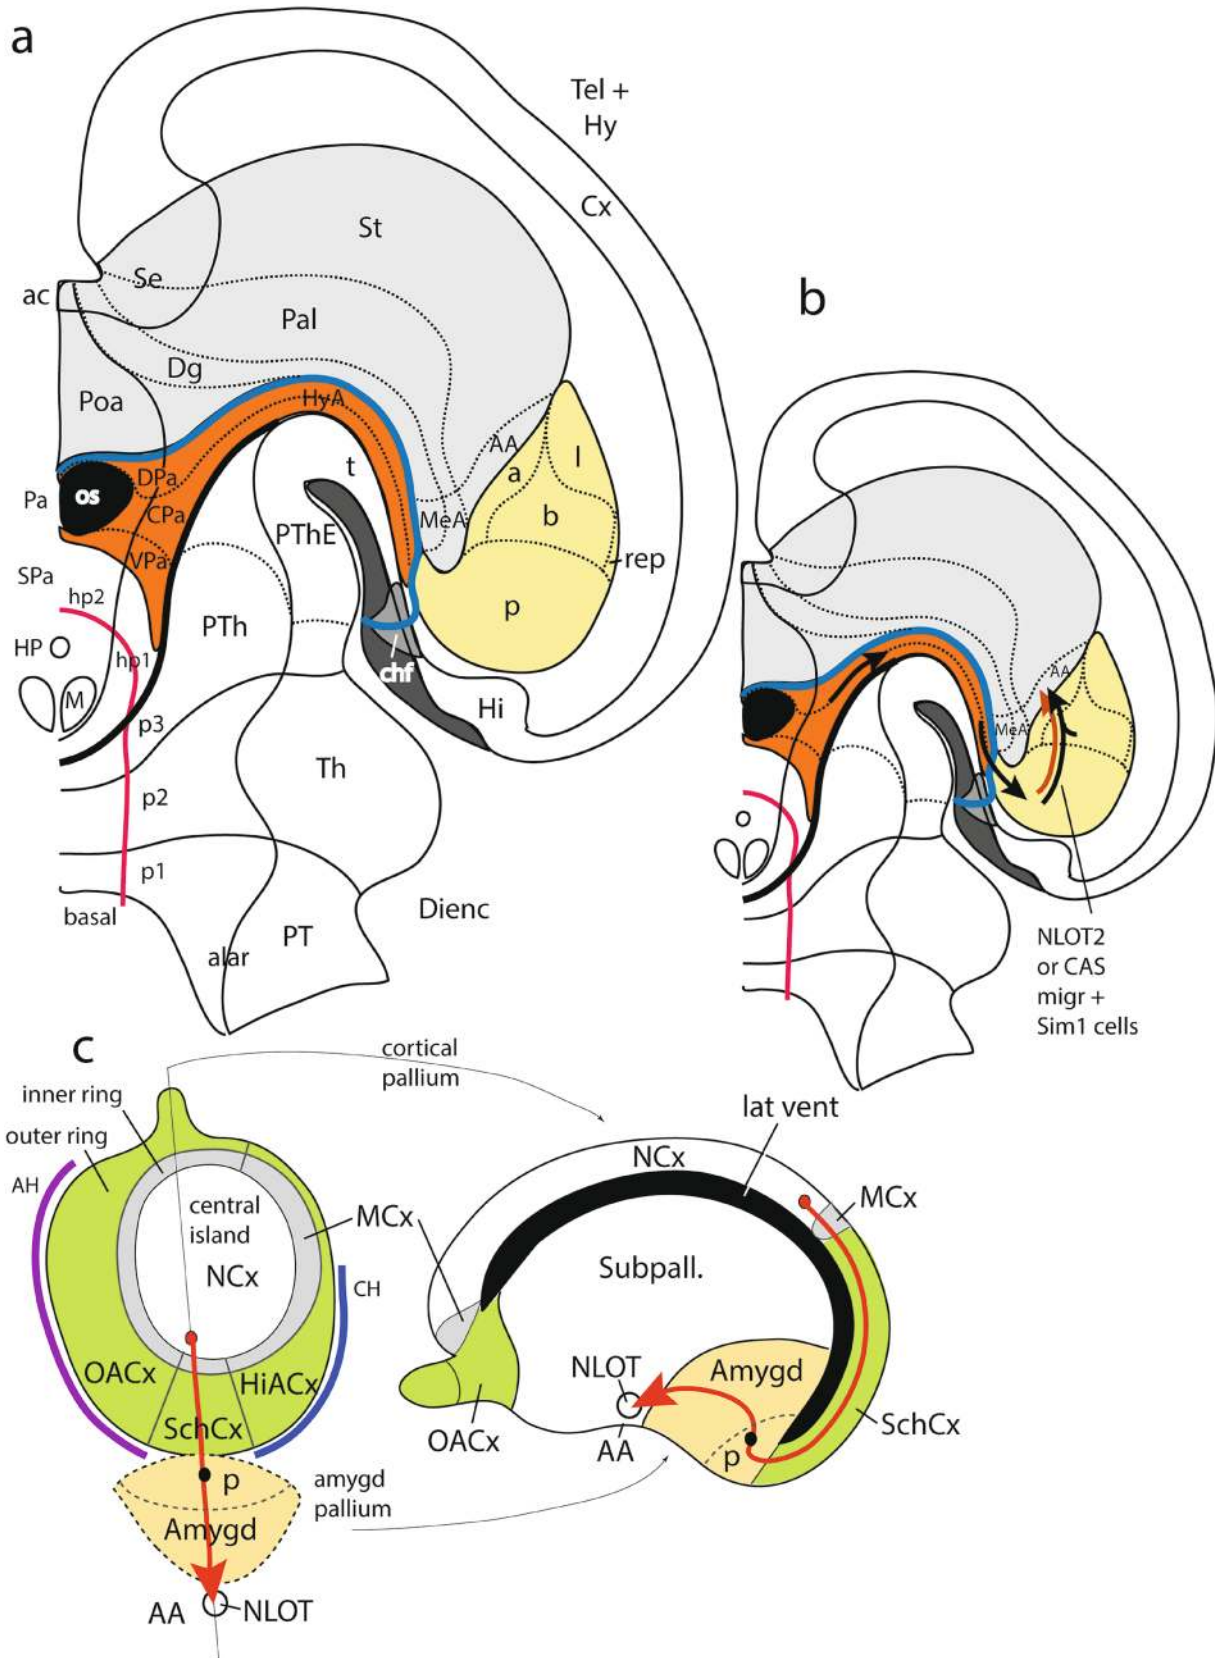 a
Tel +
Hy
Cx
St
Se
ac
Pal
Dg
Poa
HyA
DPa
os
Pa
CPa
VPa
SPa
hp2
HP
hp1
M
t
PThE
PTh
AA
a
l
b
MeA
rep
p
chf
Hi
p3
Th
p2
p1
basal
PT
alar
Dienc
b
AA
MeA
NLOT2
or CAS
migr +
Sim1 cells
c
cortical
pallium
inner ring
outer ring
AH
central
island
NCx
MCx
CH
OACx
HiACx
SchCx
p
Amygd
amygd
pallium
AA
NLOT
lat vent
NCx
MCx
Subpall.
NLOT
Amygd
OACx
AA
p
SchCx